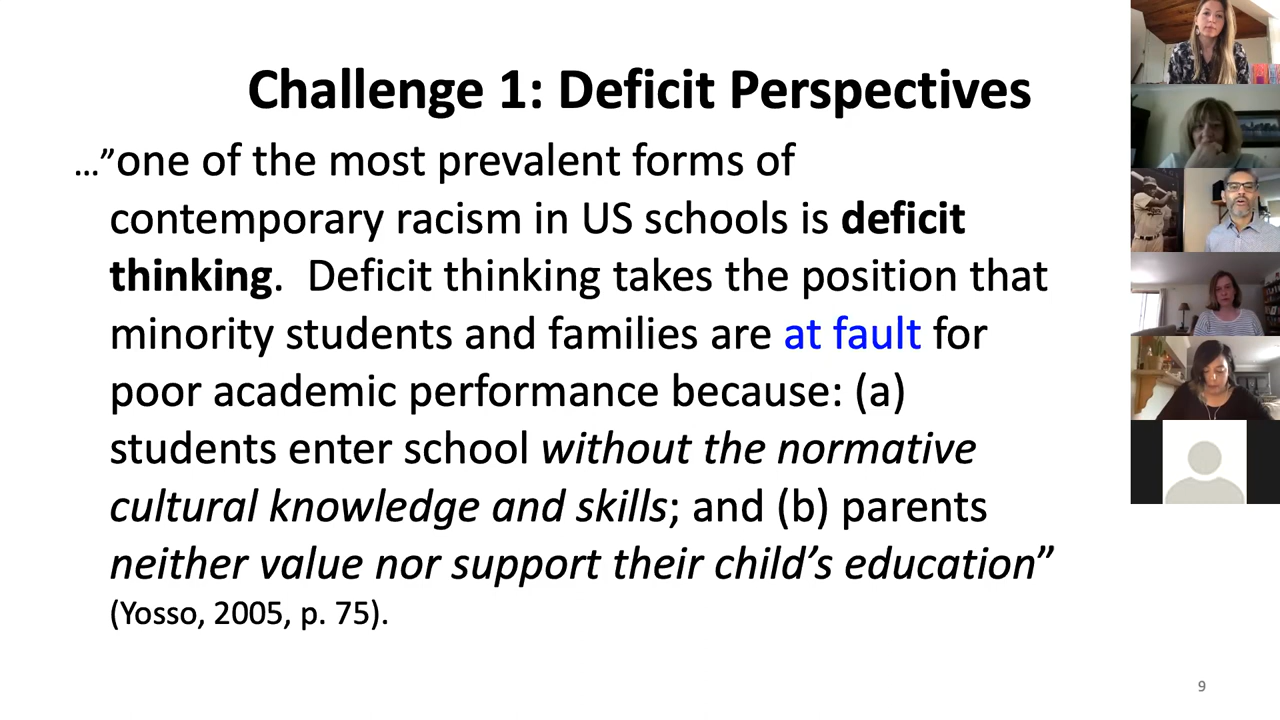 Challenge 1: Deficit Perspectives
…”one of the most prevalent forms of
contemporary racism in US schools is deficit
thinking.  Deficit thinking takes the position that
minority students and families are at fault for
poor academic performance because: (a)
students enter school without the normative
cultural knowledge and skills; and (b) parents
neither value nor support their child’s education”
(Yosso, 2005, p. 75).
9